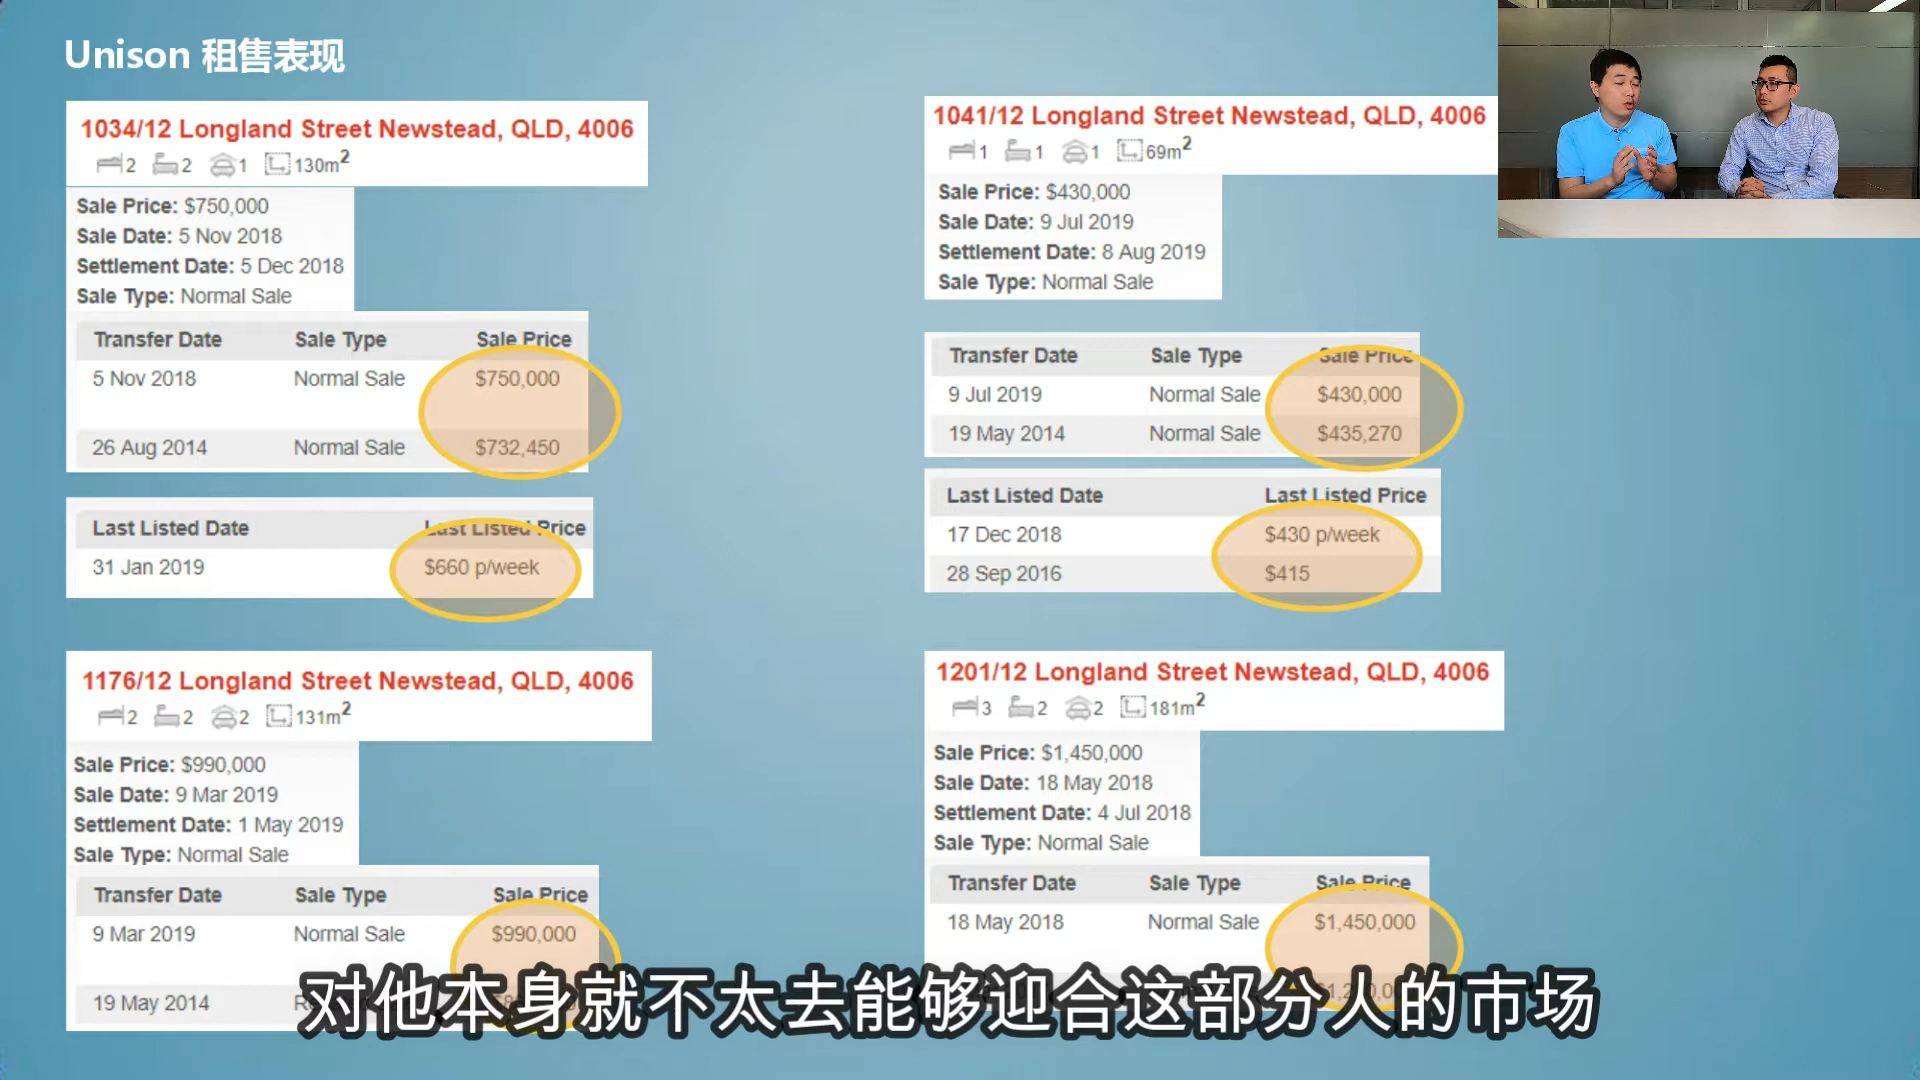 Unison 租售表现
1034/12 Longland Street Newstead, QLD, 4006
2 2 1 130m²
Sale Price: $750,000
Sale Date: 5 Nov 2018
Settlement Date: 5 Dec 2018
Sale Type: Normal Sale
Transfer Date Sale Type Sale Price
5 Nov 2018 Normal Sale $750,000
26 Aug 2014 Normal Sale $732,450
Last Listed Date Last Listed Price
31 Jan 2019 $660 p/week
1041/12 Longland Street Newstead, QLD, 4006
1 1 1 69m²
Sale Price: $430,000
Sale Date: 9 Jul 2019
Settlement Date: 8 Aug 2019
Sale Type: Normal Sale
Transfer Date Sale Type Sale Price
9 Jul 2019 Normal Sale $430,000
19 May 2014 Normal Sale $435,270
Last Listed Date Last Listed Price
17 Dec 2018 $430 p/week
28 Sep 2016 $415
1176/12 Longland Street Newstead, QLD, 4006
2 2 2 131m²
Sale Price: $990,000
Sale Date: 9 Mar 2019
Settlement Date: 1 May 2019
Sale Type: Normal Sale
Transfer Date Sale Type Sale Price
9 Mar 2019 Normal Sale $990,000
19 May 2014
1201/12 Longland Street Newstead, QLD, 4006
3 2 2 181m²
Sale Price: $1,450,000
Sale Date: 18 May 2018
Settlement Date: 4 Jul 2018
Sale Type: Normal Sale
Transfer Date Sale Type Sale Price
18 May 2018 Normal Sale $1,450,000
对他本身就不太去能够迎合这部分人的市场